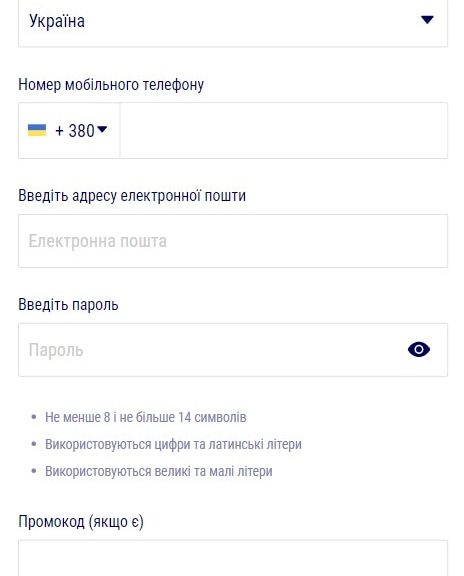 Україна
Номер мобільного телефону
+ 380
Введіть адресу електронної пошти
Електронна пошта
Введіть пароль
Пароль
• Не менше 8 і не більше 14 символів
• Використовуються цифри та латинські літери
• Використовуються великі та малі літери
Промокод (якщо є)